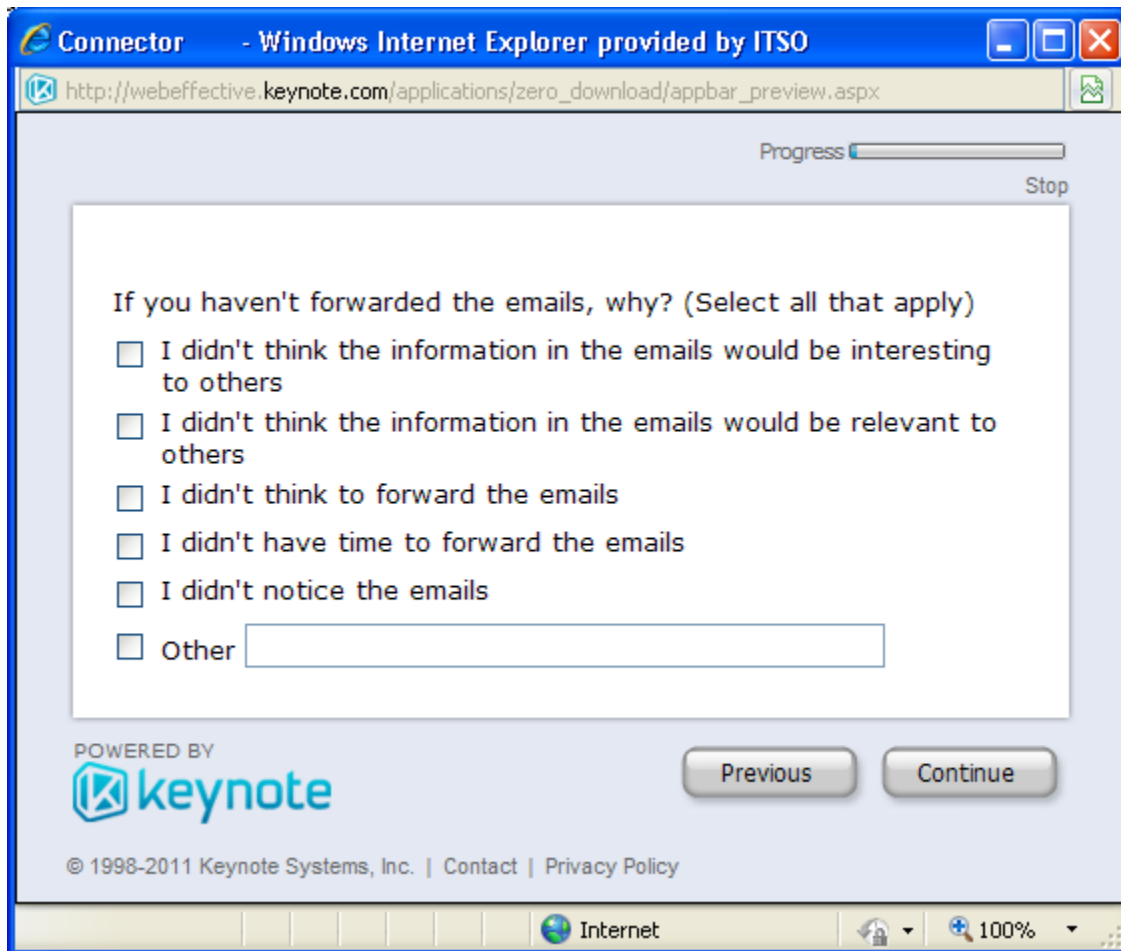 Connector - Windows Internet Explorer provided by ITSO
http://webeffective.keynote.com/applications/zero_download/appbar_preview.aspx
Progress
Stop
If you haven't forwarded the emails, why? (Select all that apply)
I didn't think the information in the emails would be interesting
to others
I didn't think the information in the emails would be relevant to
others
I didn't think to forward the emails
I didn't have time to forward the emails
I didn't notice the emails
Other
POWERED BY
keynote
Previous Continue
© 1998-2011 Keynote Systems, Inc. | Contact | Privacy Policy
Internet 100%